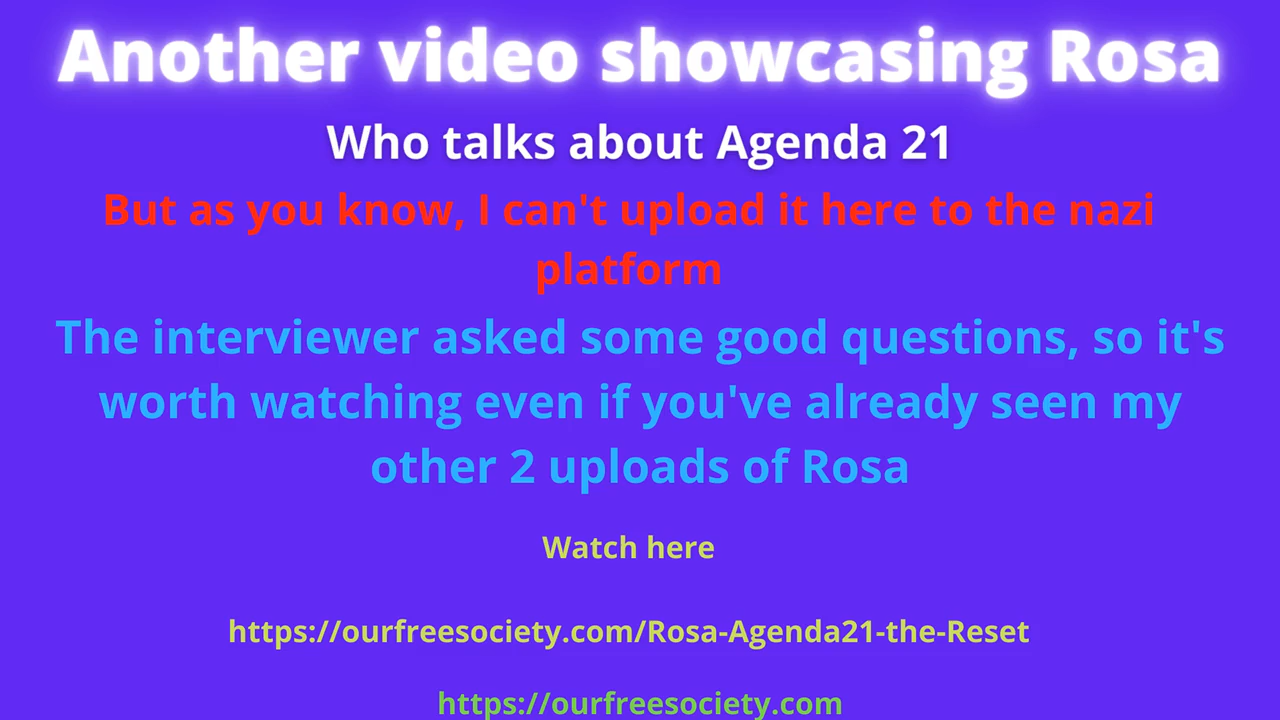 Another video showcasing Rosa
Who talks about Agenda 21
But as you know, I can't upload it here to the nazi
platform
The interviewer asked some good questions, so it's
worth watching even if you've already seen my
other 2 uploads of Rosa
Watch here
https://ourfreesociety.com/Rosa-Agenda21-the-Reset
https://ourfreesociety.com